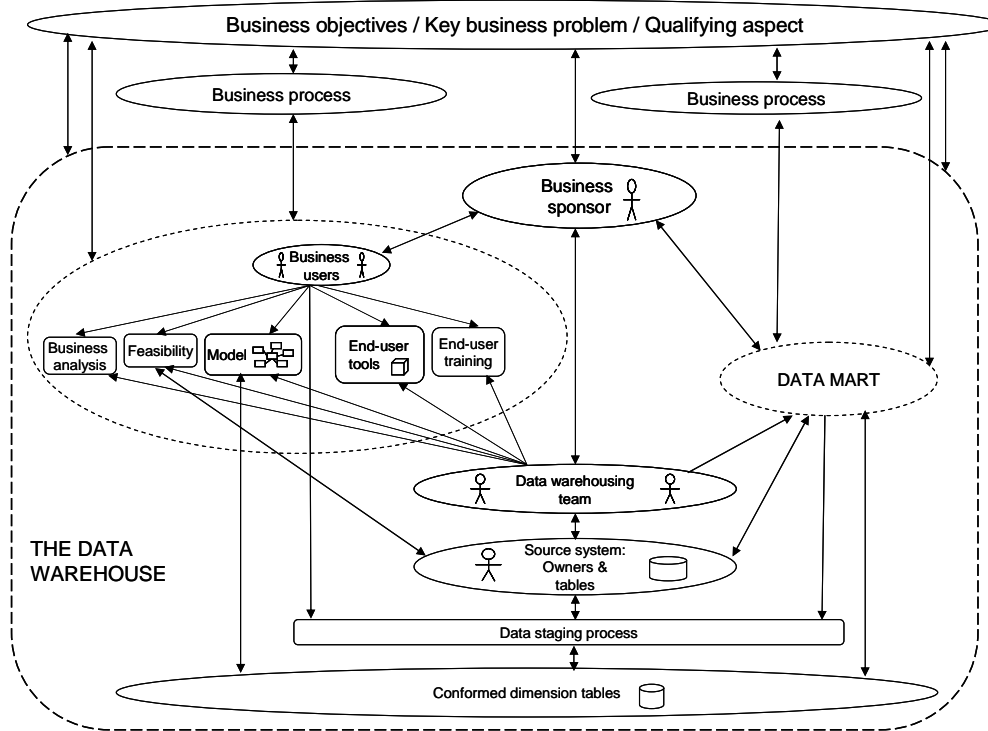 Business objectives / Key business problem / Qualifying aspect
Business process
Business process
Business
sponsor
Business
users
Business
analysis
Feasibility
Model
End-user
tools
End-user
training
DATA MART
Data warehousing
team
THE DATA
WAREHOUSE
Source system:
Owners &
tables
Data staging process
Conformed dimension tables